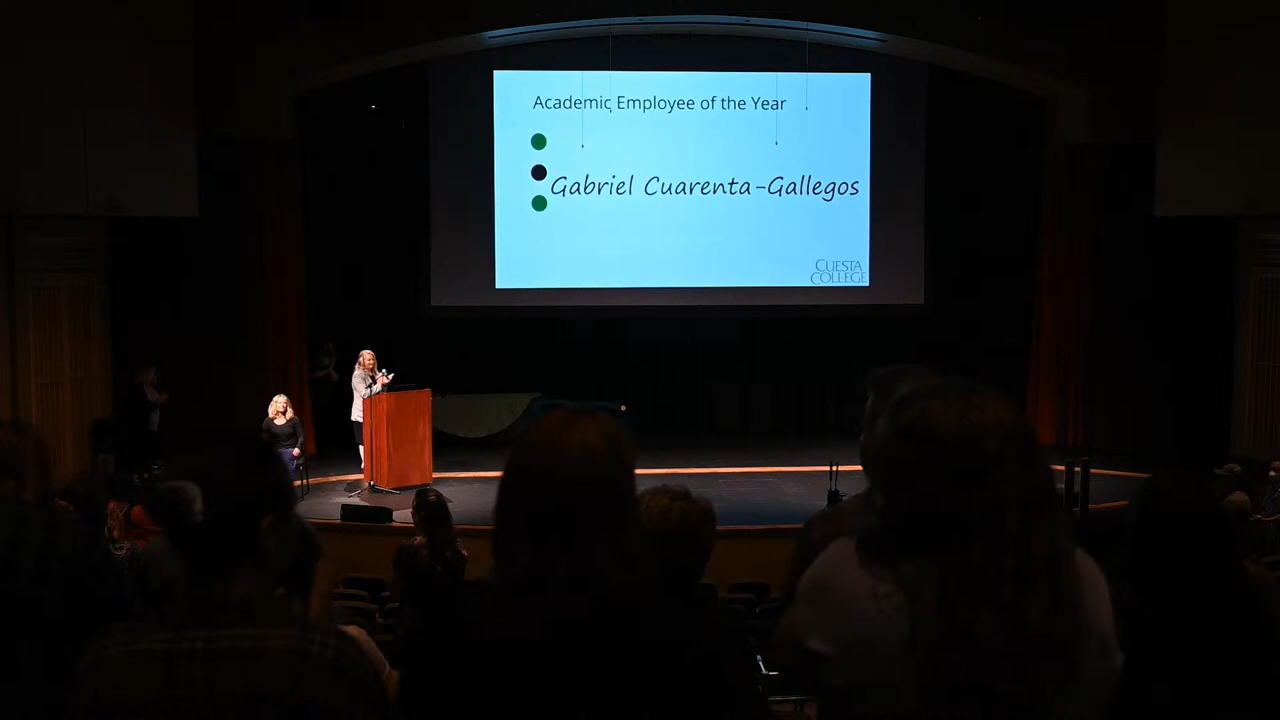 Academic Employee of the Year
Gabriel Cuarenta-Gallegos
CUESTA
COLLEGE